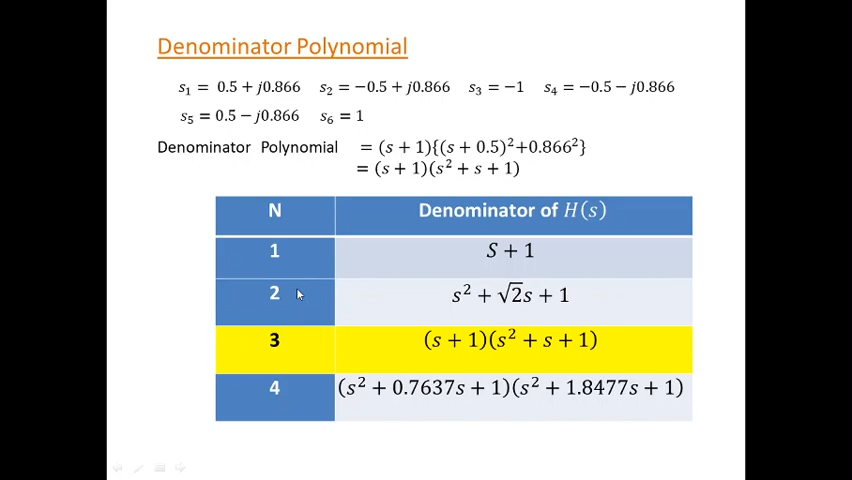 Denominator Polynomial
s₁ = 0.5 + j0.866 s₂ = −0.5 + j0.866 s₃ = −1 s₄ = −0.5 − j0.866
s₅ = 0.5 − j0.866 s₆ = 1
Denominator Polynomial = (s + 1){(s + 0.5)²+0.866²}
= (s + 1)(s² + s + 1)
N Denominator of H(s)
1 S + 1
2 s² + √2s + 1
3 (s + 1)(s² + s + 1)
4 (s² + 0.7637s + 1)(s² + 1.8477s + 1)